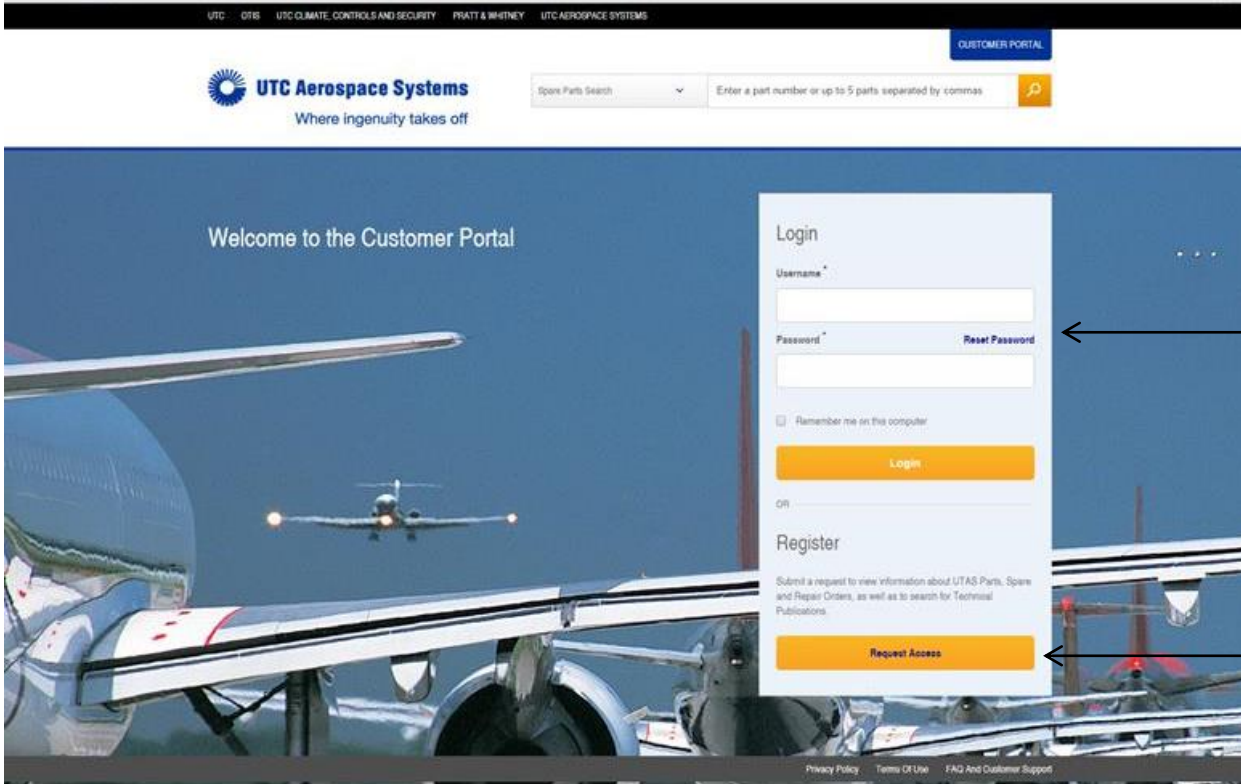 UTC OTIS UTC CLIMATE, CONTROLS AND SECURITY PRATT & WHITNEY UTC AEROSPACE SYSTEMS
CUSTOMER PORTAL
UTC Aerospace Systems
Where ingenuity takes off
Spare Parts Search
Enter a part number or up to 5 parts separated by commas
Welcome to the Customer Portal
Login
Username *
Password * Reset Password
Remember me on this computer
Login
OR
Register
Submit a request to view information about UTAS Parts, Spare
and Repair Orders, as well as to search for Technical
Publications.
Request Access
Privacy Policy Terms Of Use FAQ And Customer Support